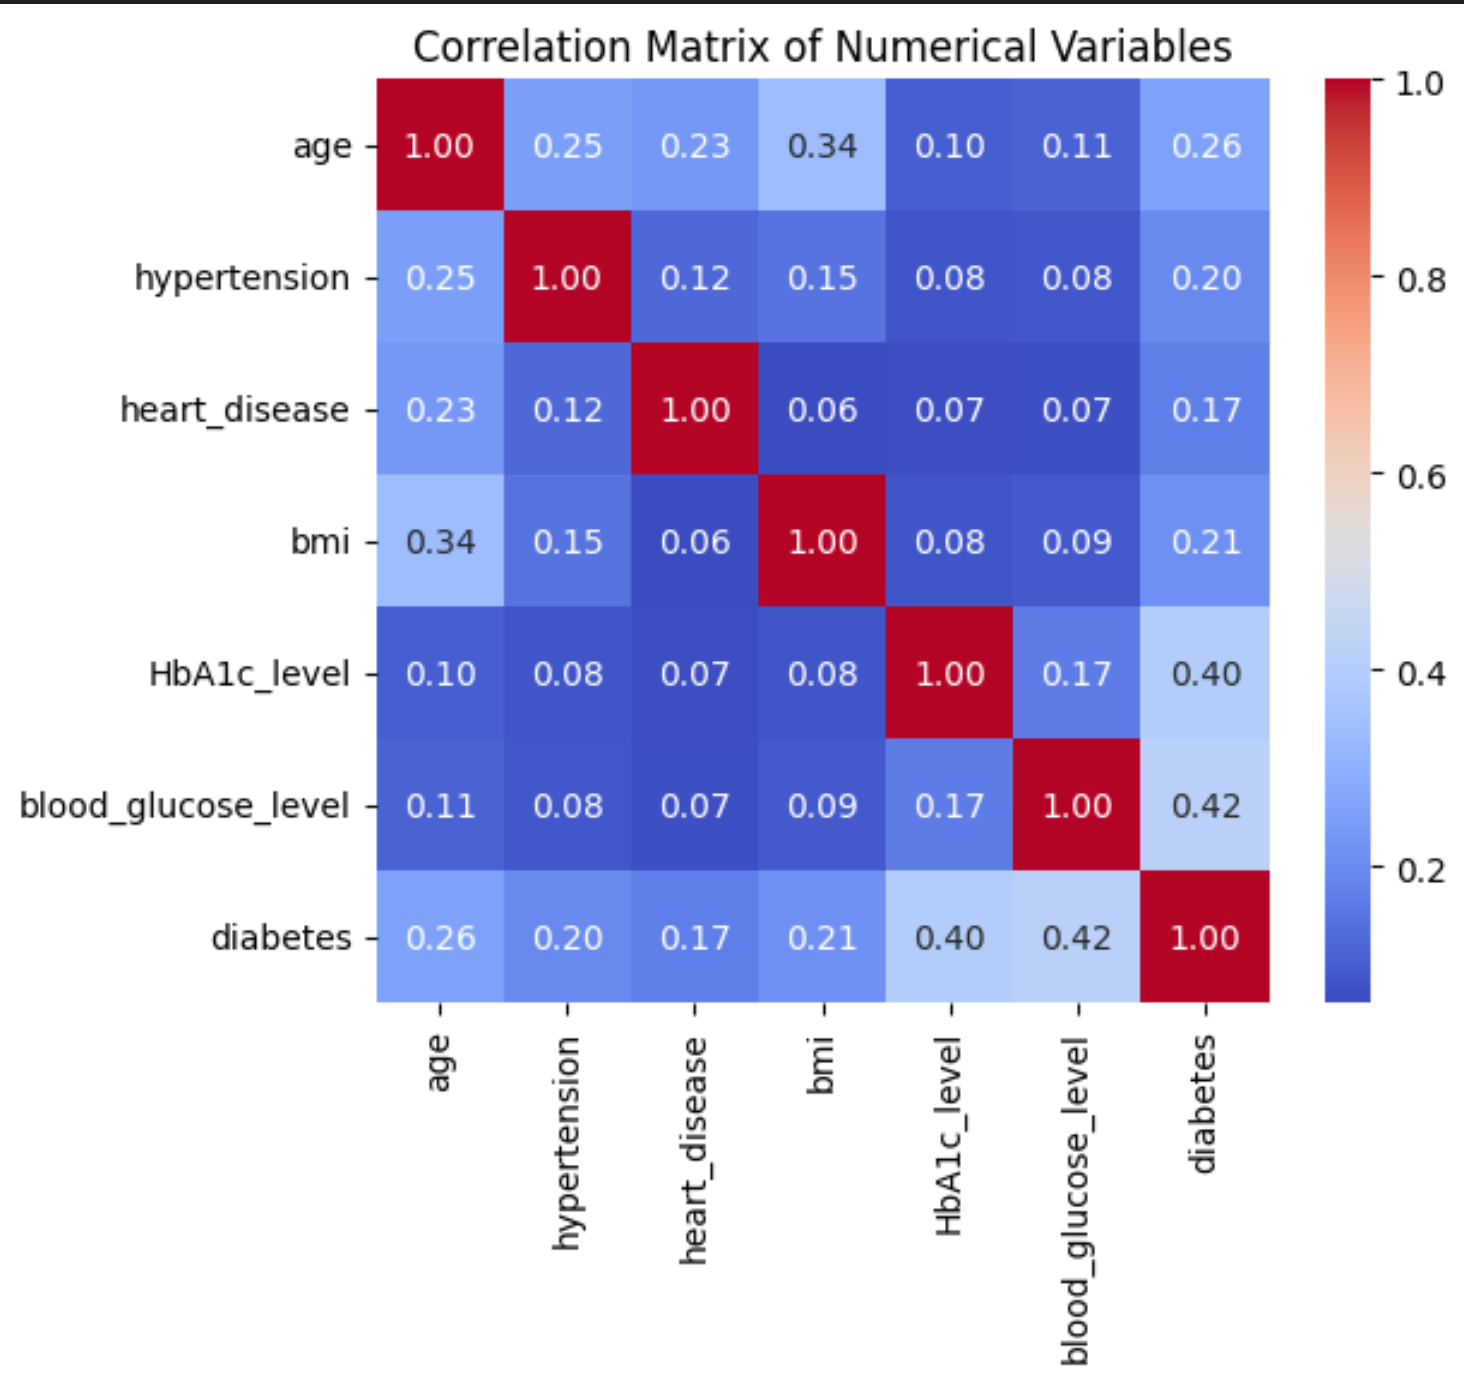 Correlation Matrix of Numerical Variables
age 1.00 0.25 0.23 0.34 0.10 0.11 0.26
hypertension 0.25 1.00 0.12 0.15 0.08 0.08 0.20
heart_disease 0.23 0.12 1.00 0.06 0.07 0.07 0.17
bmi 0.34 0.15 0.06 1.00 0.08 0.09 0.21
HbA1c_level 0.10 0.08 0.07 0.08 1.00 0.17 0.40
blood_glucose_level 0.11 0.08 0.07 0.09 0.17 1.00 0.42
diabetes 0.26 0.20 0.17 0.21 0.40 0.42 1.00
age
hypertension
heart_disease
bmi
HbA1c_level
blood_glucose_level
diabetes
1.0
0.8
0.6
0.4
0.2